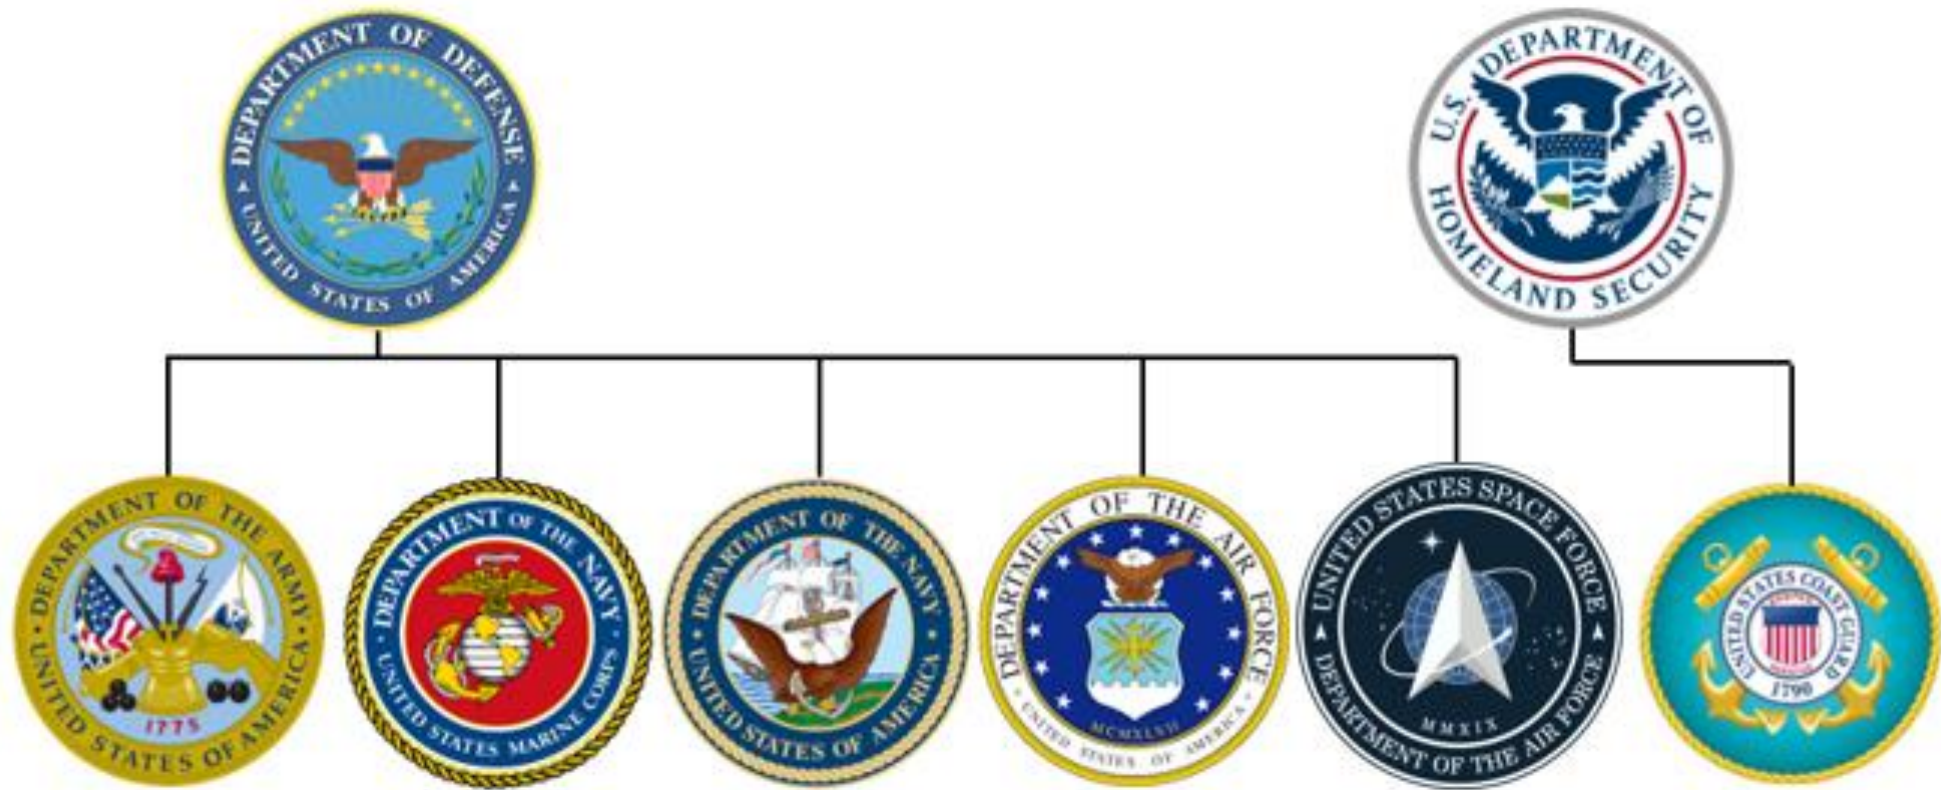 DEPARTMENT OF DEFENSE
UNITED STATES OF AMERICA
U.S. DEPARTMENT OF
HOMELAND SECURITY
DEPARTMENT OF THE ARMY
UNITED STATES OF AMERICA
1775
DEPARTMENT OF THE NAVY
UNITED STATES MARINE CORPS
DEPARTMENT OF THE NAVY
UNITED STATES OF AMERICA
DEPARTMENT OF THE AIR FORCE
MCMXLVII
UNITED STATES OF AMERICA
UNITED STATES SPACE FORCE
MMXIX
DEPARTMENT OF THE AIR FORCE
UNITED STATES COAST GUARD
1790